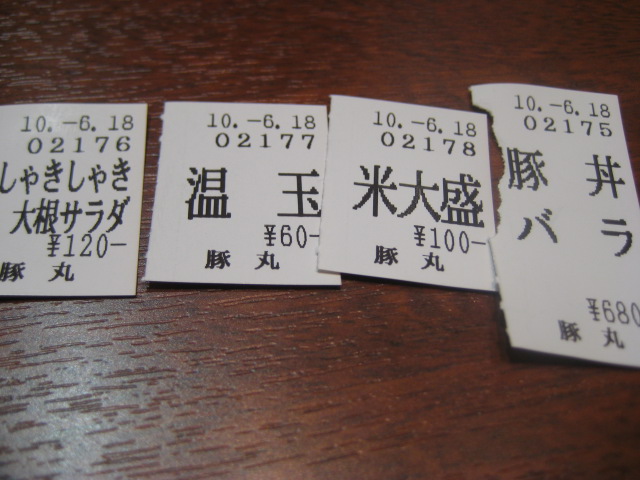 10.-6.18
02176
しゃきしゃき
大根サラダ
¥120-
豚丸
10.-6.18
02177
温玉
¥60-
豚丸
10.-6.18
02178
米大盛
¥100-
豚丸
10.-6.18
02175
豚丼
バラ
¥680
豚丸